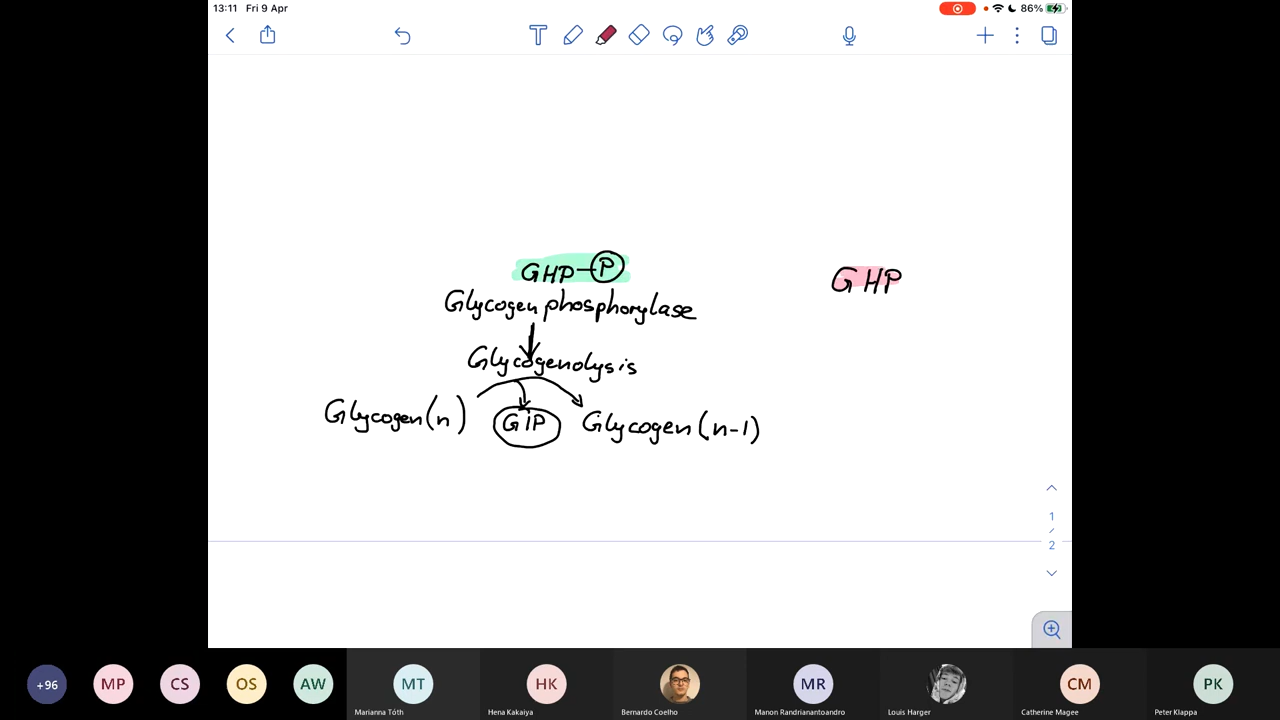 13:11 Fri 9 Apr
86%
T
GHP-P
GHP
Glycogen phosphorylase
Glycogenolysis
Glycogen(n) G1P Glycogen(n-1)
1
/
2
+96
MP
CS
OS
AW
MT
Marianna Tóth
HK
Hena Kakaiya
Bernardo Coelho
MR
Manon Randrianantoandro
Louis Harger
CM
Catherine Magee
PK
Peter Klappa